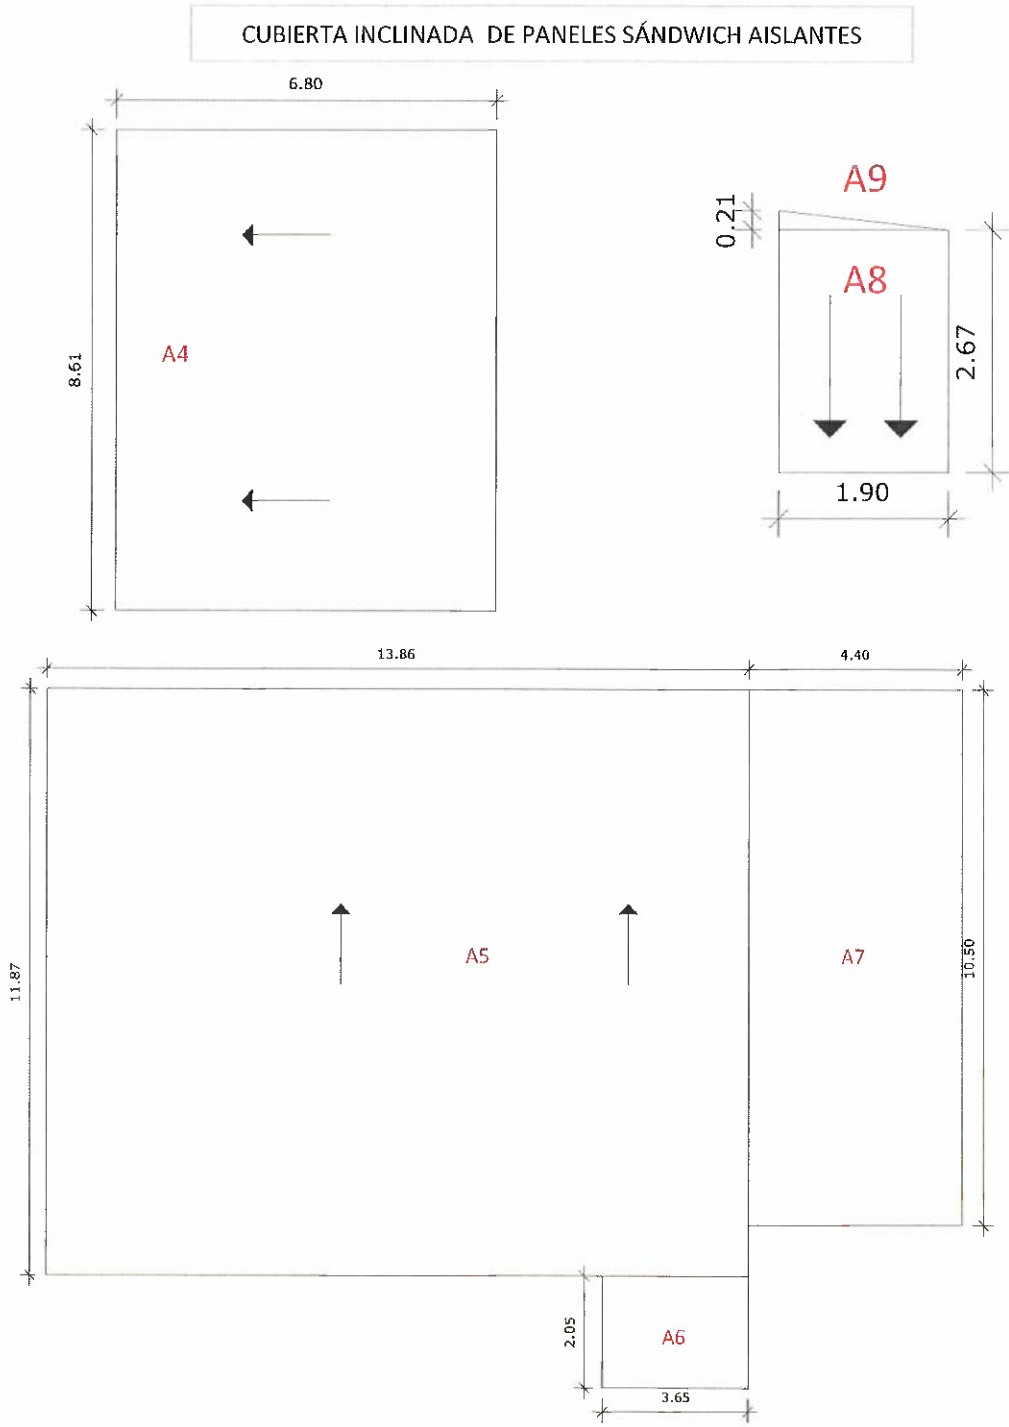 CUBIERTA INCLINADA DE PANELES SÁNDWICH AISLANTES
6.80
8.61
A4
A9
0.21
A8
2.67
1.90
13.86
4.40
11.87
A5
A7
10.50
2.05
A6
3.65